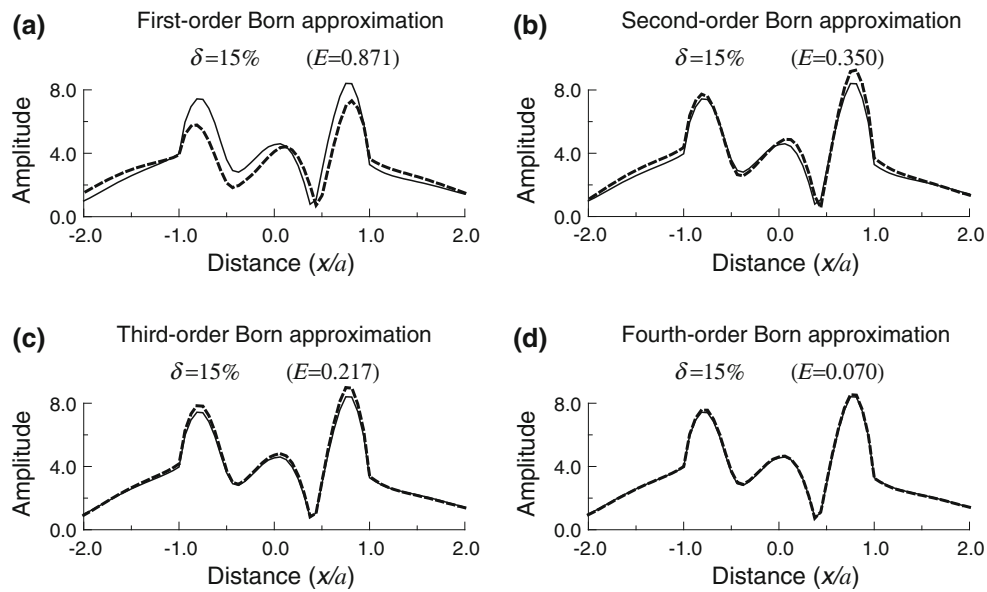 (a) First-order Born approximation
δ=15% (E=0.871)
Amplitude
8.0
4.0
0.0
-2.0 -1.0 0.0 1.0 2.0
Distance (x/a)
(b) Second-order Born approximation
δ=15% (E=0.350)
Amplitude
8.0
4.0
0.0
-2.0 -1.0 0.0 1.0 2.0
Distance (x/a)
(c) Third-order Born approximation
δ=15% (E=0.217)
Amplitude
8.0
4.0
0.0
-2.0 -1.0 0.0 1.0 2.0
Distance (x/a)
(d) Fourth-order Born approximation
δ=15% (E=0.070)
Amplitude
8.0
4.0
0.0
-2.0 -1.0 0.0 1.0 2.0
Distance (x/a)